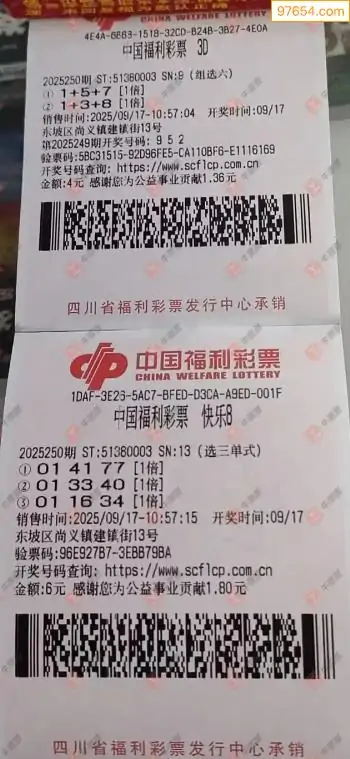 97654.com
中国福利彩票
CHINA WELFARE LOTTERY
4E4A-6B63-1518-32CD-B24B-3B27-4E0A
中国福利彩票 3D
2025250期 ST:51380003 SN:9 (组选六)
① 1+5+7 [1倍]
② 1+3+8 [1倍]
销售时间:2025/09/17-10:57:04 开奖时间:09/17
东坡区尚义镇建镇街13号
第2025249期开奖号码: 9 5 2
验票码:5BC31515-92D96FE5-CA110BF6-E1116169
开奖号码查询: https://www.scflcp.com.cn
金额:4元 感谢您为公益事业贡献1.36元
四川省福利彩票发行中心承销
中国福利彩票
CHINA WELFARE LOTTERY
1DAF-3E26-5AC7-BFED-D3CA-A9ED-001F
中国福利彩票 快乐8
2025250期 ST:51380003 SN:13 (选三单式)
① 01 41 77 [1倍]
② 01 33 40 [1倍]
③ 01 16 34 [1倍]
销售时间:2025/09/17-10:57:15 开奖时间:09/17
东坡区尚义镇建镇街13号
验票码:96E927B7-3EBB79BA
开奖号码查询: https://www.scflcp.com.cn
金额:6元 感谢您为公益事业贡献1.80元
四川省福利彩票发行中心承销